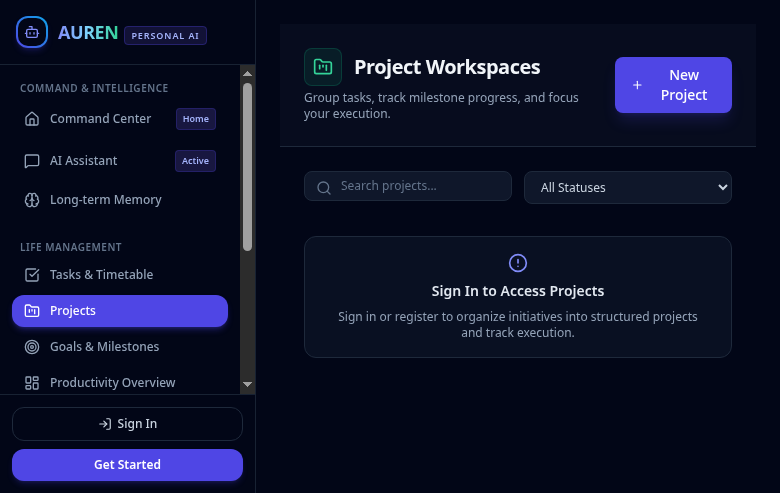 AUREN PERSONAL AI
COMMAND & INTELLIGENCE
Command Center Home
AI Assistant Active
Long-term Memory
LIFE MANAGEMENT
Tasks & Timetable
Projects
Goals & Milestones
Productivity Overview
Sign In
Get Started
Project Workspaces
Group tasks, track milestone progress, and focus
your execution.
New
Project
Search projects...
All Statuses
Sign In to Access Projects
Sign in or register to organize initiatives into structured projects
and track execution.